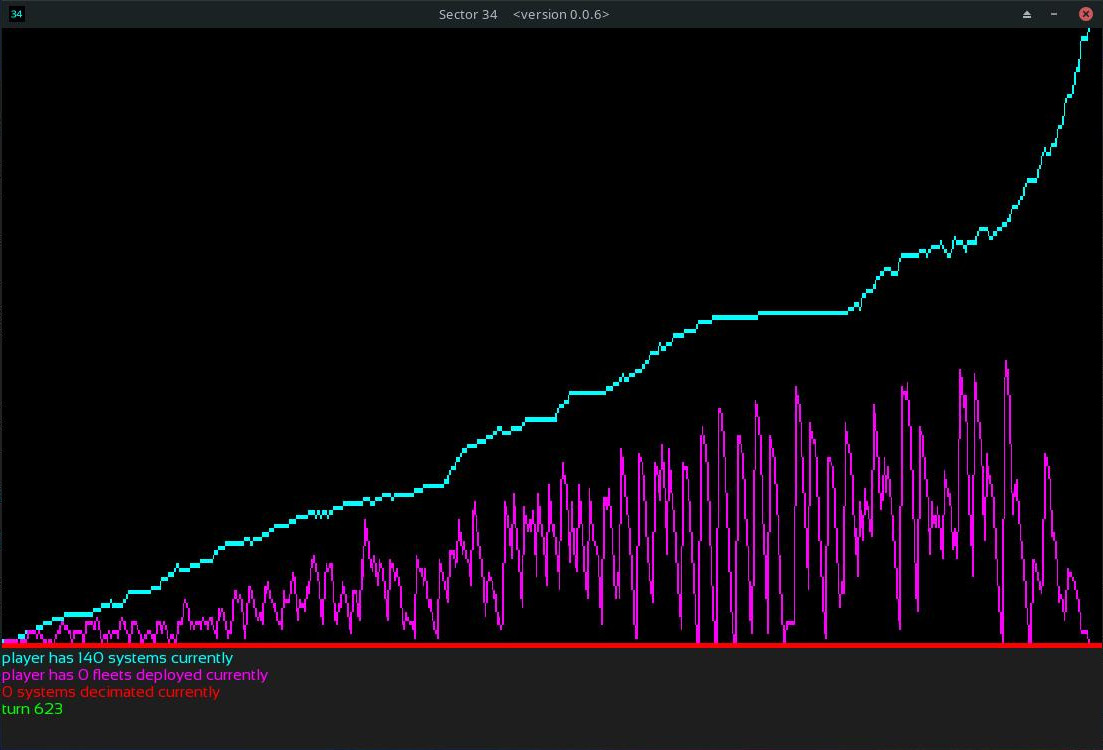 34
Sector 34 <version 0.0.6>
player has 140 systems currently
player has 0 fleets deployed currently
0 systems decimated currently
turn 623